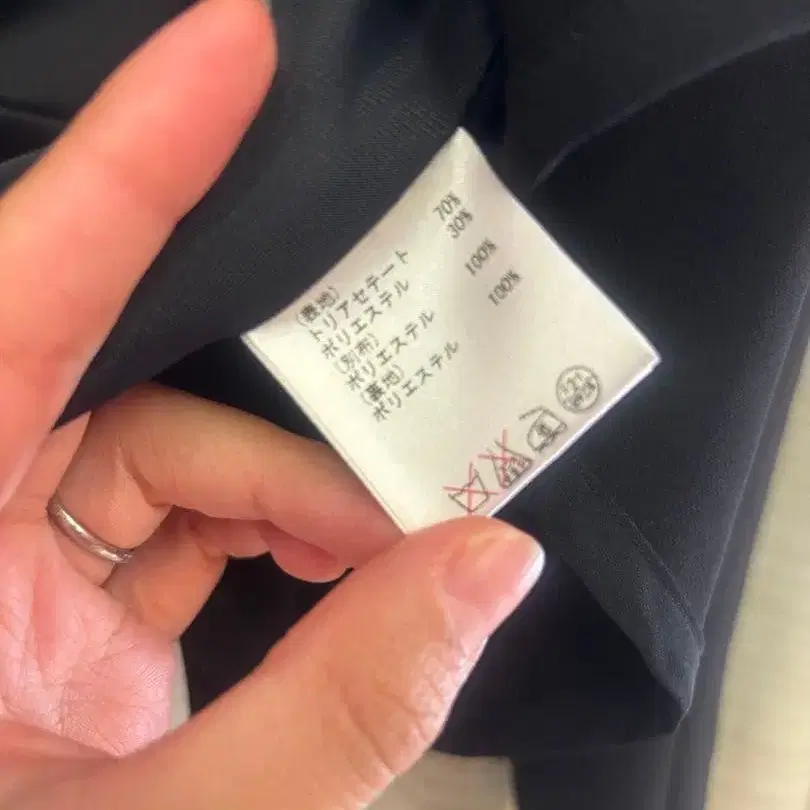 (表地)
トリアセテート 70%
ポリエステル 30%
(別布)
ポリエステル 100%
(裏地)
ポリエステル 100%